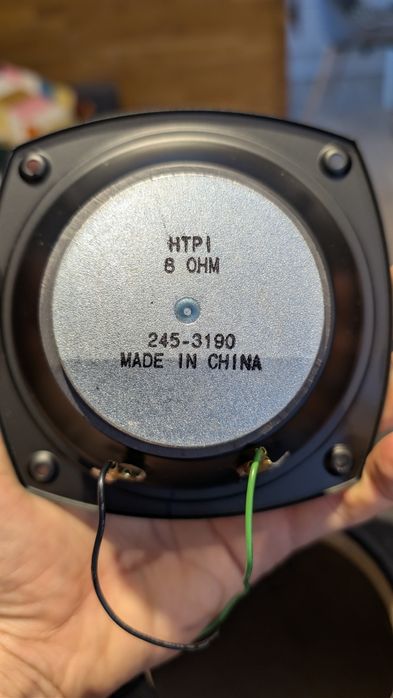 HTPI
8 OHM
245-3190
MADE IN CHINA